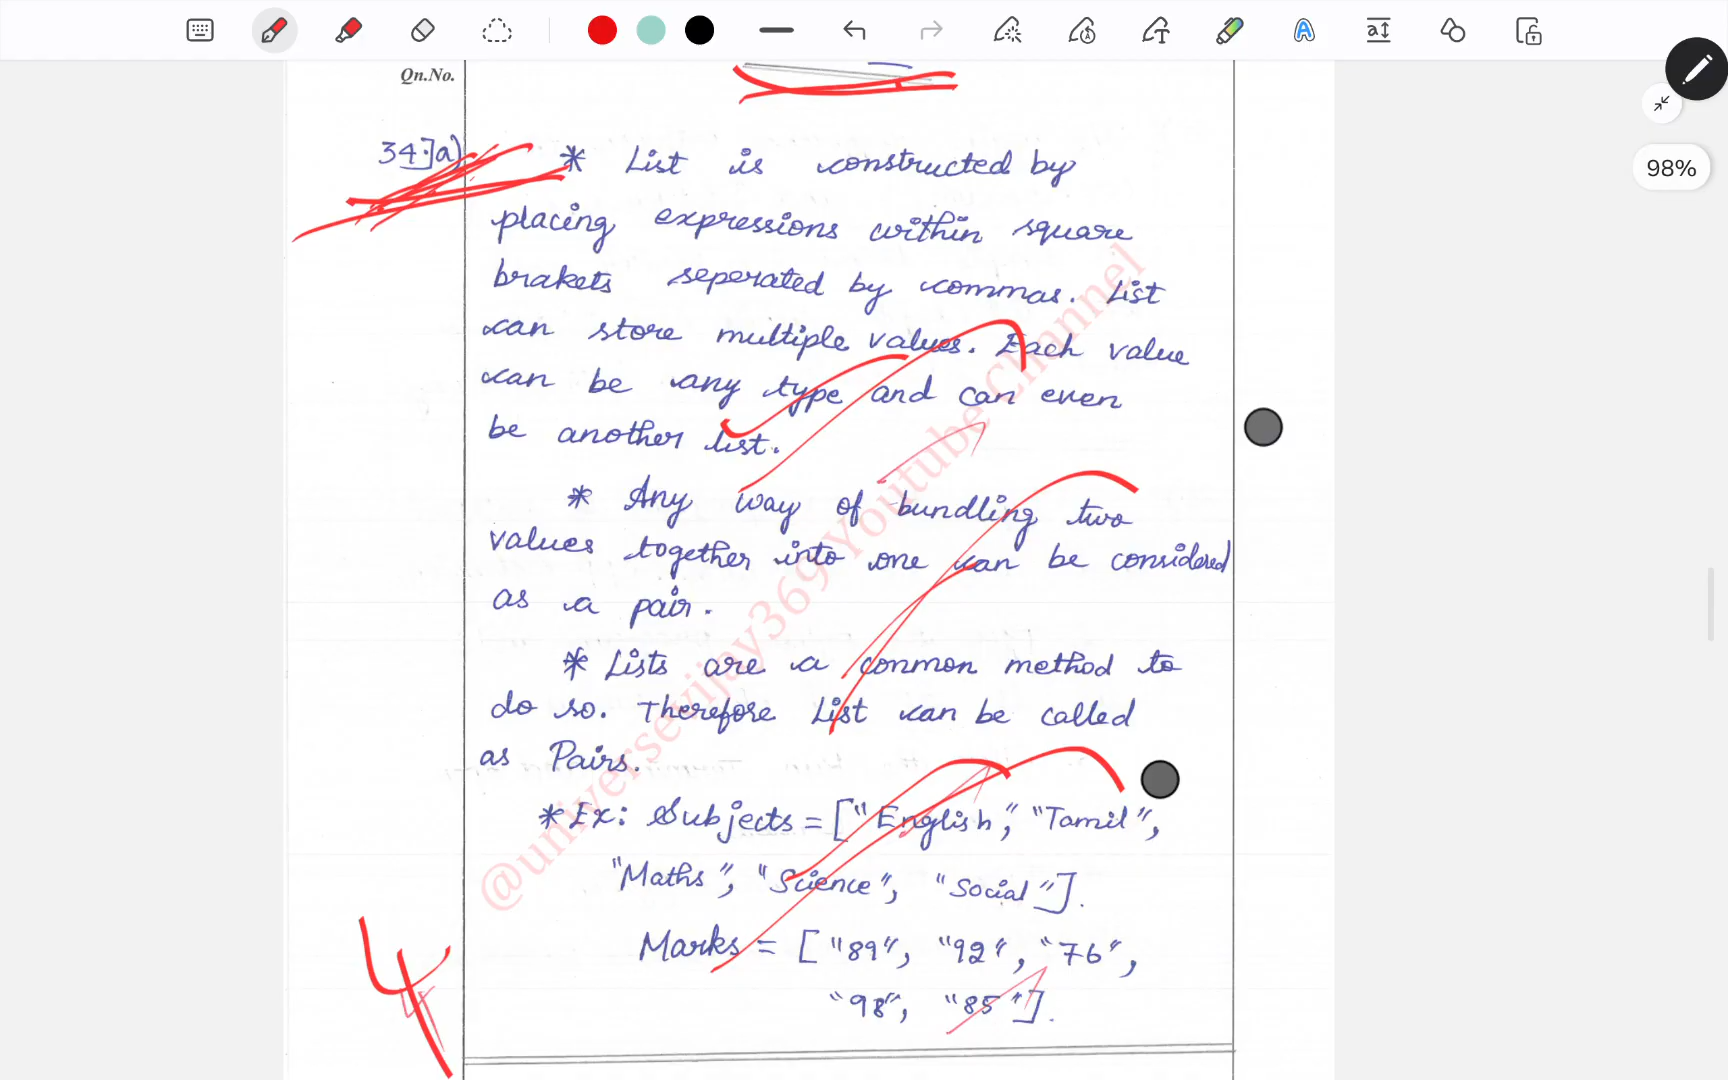 98%
Qn.No.
34.]a)
* List is constructed by
placing expressions within square
brakets seperated by commas. List
can store multiple values. Each value
can be any type and can even
be another list.
* Any way of bundling two
values together into one can be considered
as a pair.
* Lists are a common method to
do so. Therefore List can be called
as Pairs.
* Ex: Subjects = ["English", "Tamil",
"Maths", "Science", "Social"].
Marks = ["89", "92", "76",
"98", "85"].
4
@universevijay369 Youtube Channel